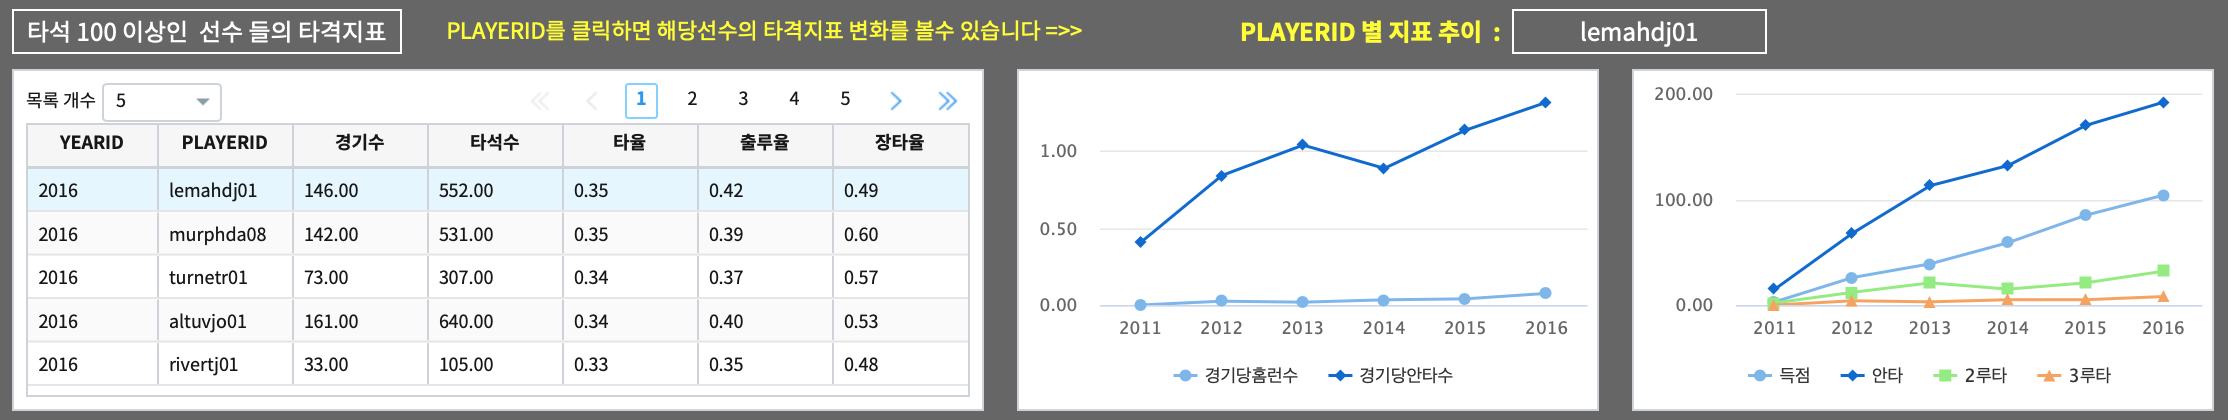 타석 100 이상인  선수 들의 타격지표
PLAYERID를 클릭하면 해당선수의 타격지표 변화를 볼수 있습니다 =>>
PLAYERID 별 지표 추이 :
lemahdj01
목록 개수 5
1 2 3 4 5
YEARID PLAYERID 경기수 타석수 타율 출루율 장타율
2016 lemahdj01 146.00 552.00 0.35 0.42 0.49
2016 murphda08 142.00 531.00 0.35 0.39 0.60
2016 turnetr01 73.00 307.00 0.34 0.37 0.57
2016 altuvjo01 161.00 640.00 0.34 0.40 0.53
2016 rivertj01 33.00 105.00 0.33 0.35 0.48
1.00
0.50
0.00
2011 2012 2013 2014 2015 2016
경기당홈런수 경기당안타수
200.00
100.00
0.00
2011 2012 2013 2014 2015 2016
득점 안타 2루타 3루타